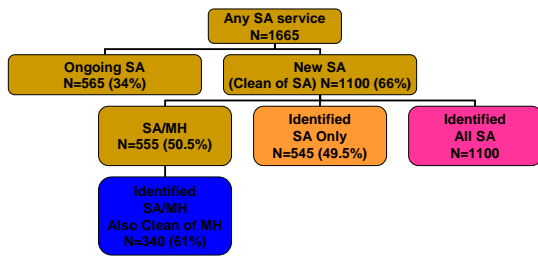 Any SA service
N=1665
Ongoing SA
N=565 (34%)
New SA
(Clean of SA) N=1100 (66%)
SA/MH
N=555 (50.5%)
Identified
SA Only
N=545 (49.5%)
Identified
All SA
N=1100
Identified
SA/MH
Also Clean of MH
N=340 (61%)